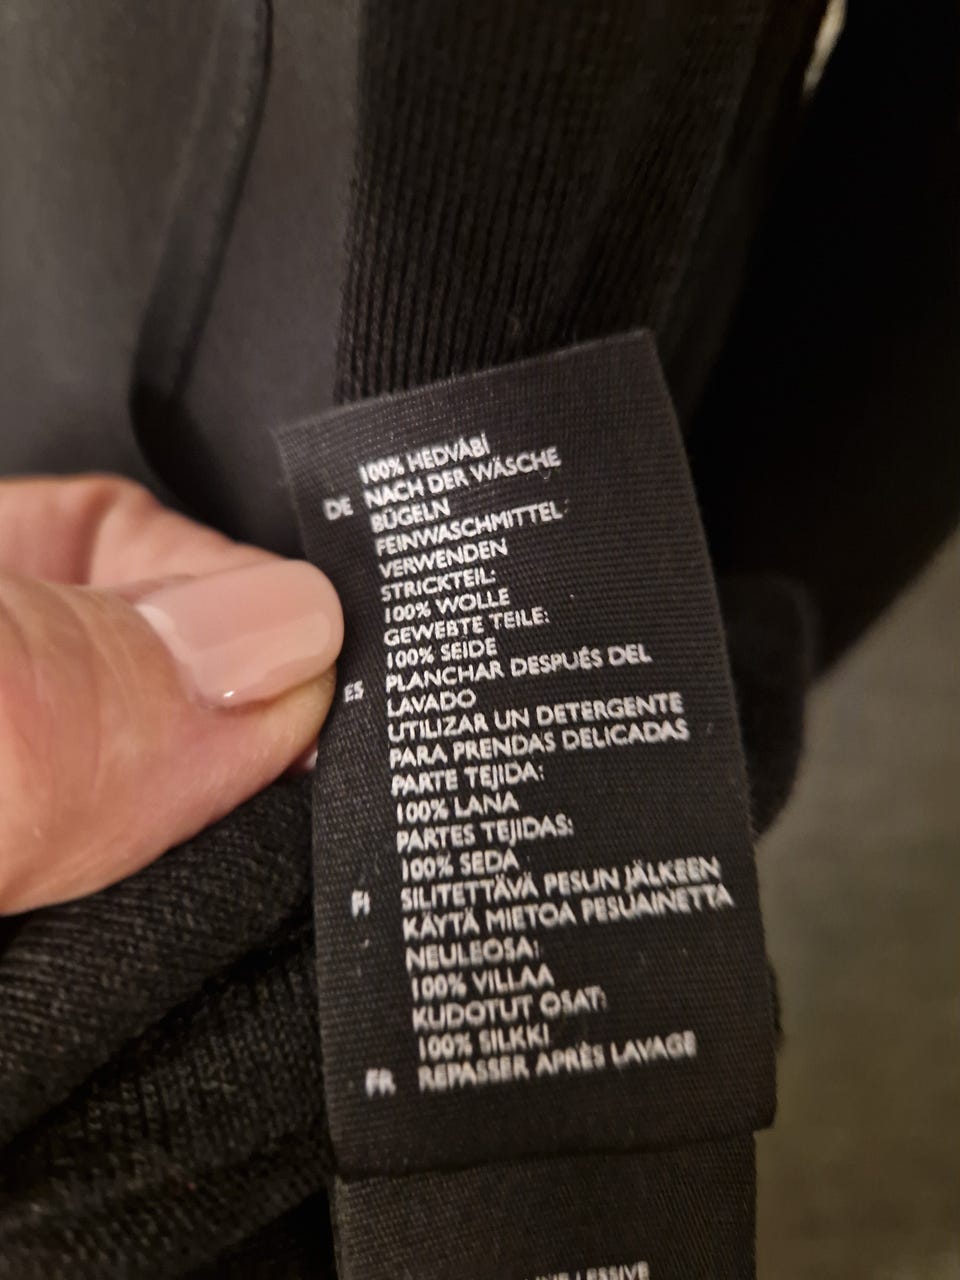 100% HEDVÁBÍ
DE NACH DER WÄSCHE
BÜGELN
FEINWASCHMITTEL
VERWENDEN
STRICKTEIL:
100% WOLLE
GEWEBTE TEILE:
100% SEIDE
ES PLANCHAR DESPUÉS DEL
LAVADO
UTILIZAR UN DETERGENTE
PARA PRENDAS DELICADAS
PARTE TEJIDA:
100% LANA
PARTES TEJIDAS:
100% SEDA
FI SILITETTÄVÄ PESUN JÄLKEEN
KÄYTÄ MIETOA PESUAINETTA
NEULEOSA:
100% VILLAA
KUDOTUT OSAT:
100% SILKKI
FR REPASSER APRÈS LAVAGE
LESSIVE